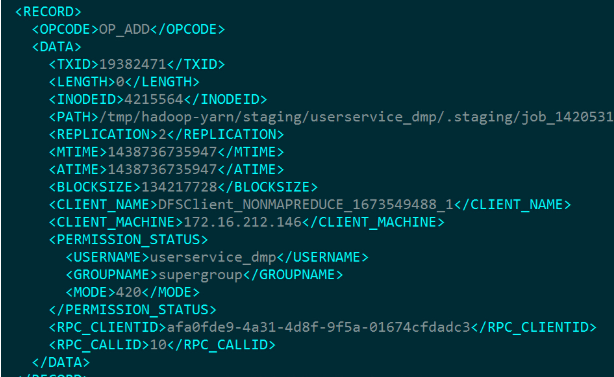 <RECORD>
<OPCODE>OP_ADD</OPCODE>
<DATA>
<TXID>19382471</TXID>
<LENGTH>0</LENGTH>
<INODEID>4215564</INODEID>
<PATH>/tmp/hadoop-yarn/staging/userservice_dmp/.staging/job_1420531
<REPLICATION>2</REPLICATION>
<MTIME>1438736735947</MTIME>
<ATIME>1438736735947</ATIME>
<BLOCKSIZE>134217728</BLOCKSIZE>
<CLIENT_NAME>DFSClient_NONMAPREDUCE_1673549488_1</CLIENT_NAME>
<CLIENT_MACHINE>172.16.212.146</CLIENT_MACHINE>
<PERMISSION_STATUS>
<USERNAME>userservice_dmp</USERNAME>
<GROUPNAME>supergroup</GROUPNAME>
<MODE>420</MODE>
</PERMISSION_STATUS>
<RPC_CLIENTID>afa0fde9-4a31-4d8f-9f5a-01674cfdadc3</RPC_CLIENTID>
<RPC_CALLID>10</RPC_CALLID>
</DATA>
</RECORD>